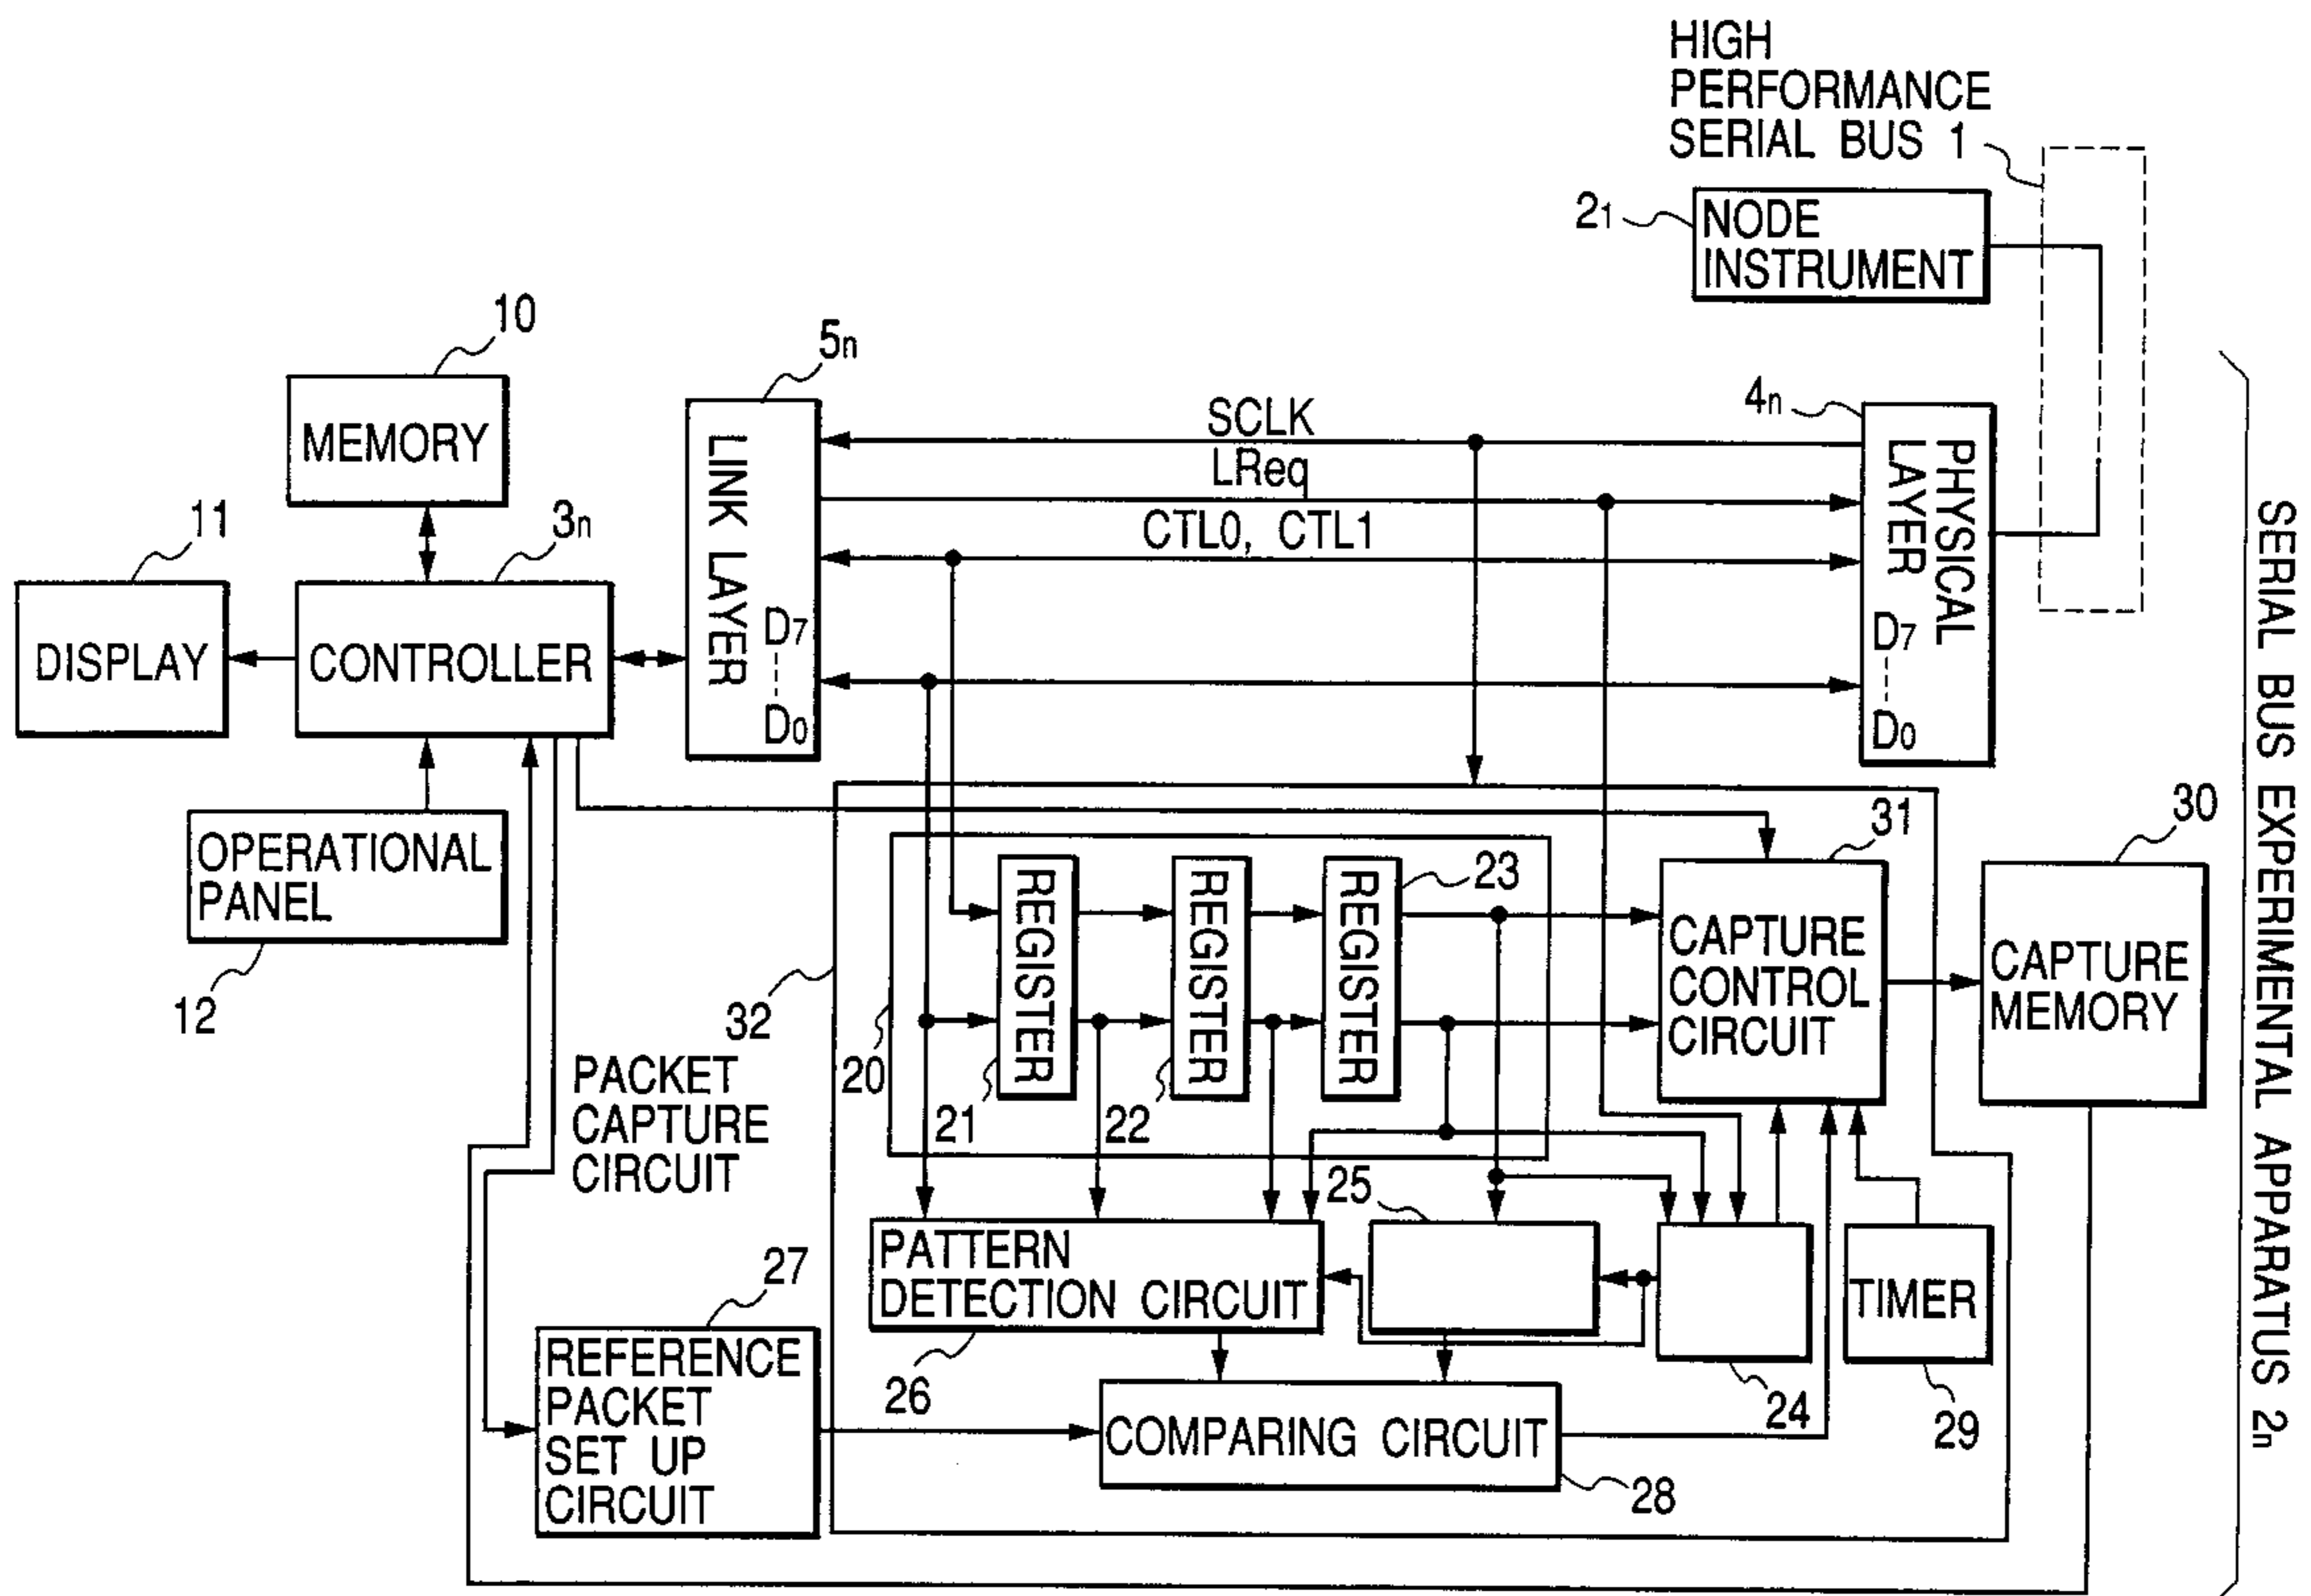 HIGH
PERFORMANCE
SERIAL BUS 1
21
NODE
INSTRUMENT
10
MEMORY
5n
LINK LAYER
D7
D0
SCLK
LReq
CTL0, CTL1
4n
PHYSICAL
LAYER
D7
D0
11
DISPLAY
3n
CONTROLLER
OPERATIONAL
PANEL
12
SERIAL BUS EXPERIMENTAL APPARATUS 2n
32
20
REGISTER
21
REGISTER
22
REGISTER
23
31
CAPTURE
CONTROL
CIRCUIT
30
CAPTURE
MEMORY
PACKET
CAPTURE
CIRCUIT
PATTERN
DETECTION CIRCUIT
26
25
24
TIMER
29
27
REFERENCE
PACKET
SET UP
CIRCUIT
COMPARING CIRCUIT
28